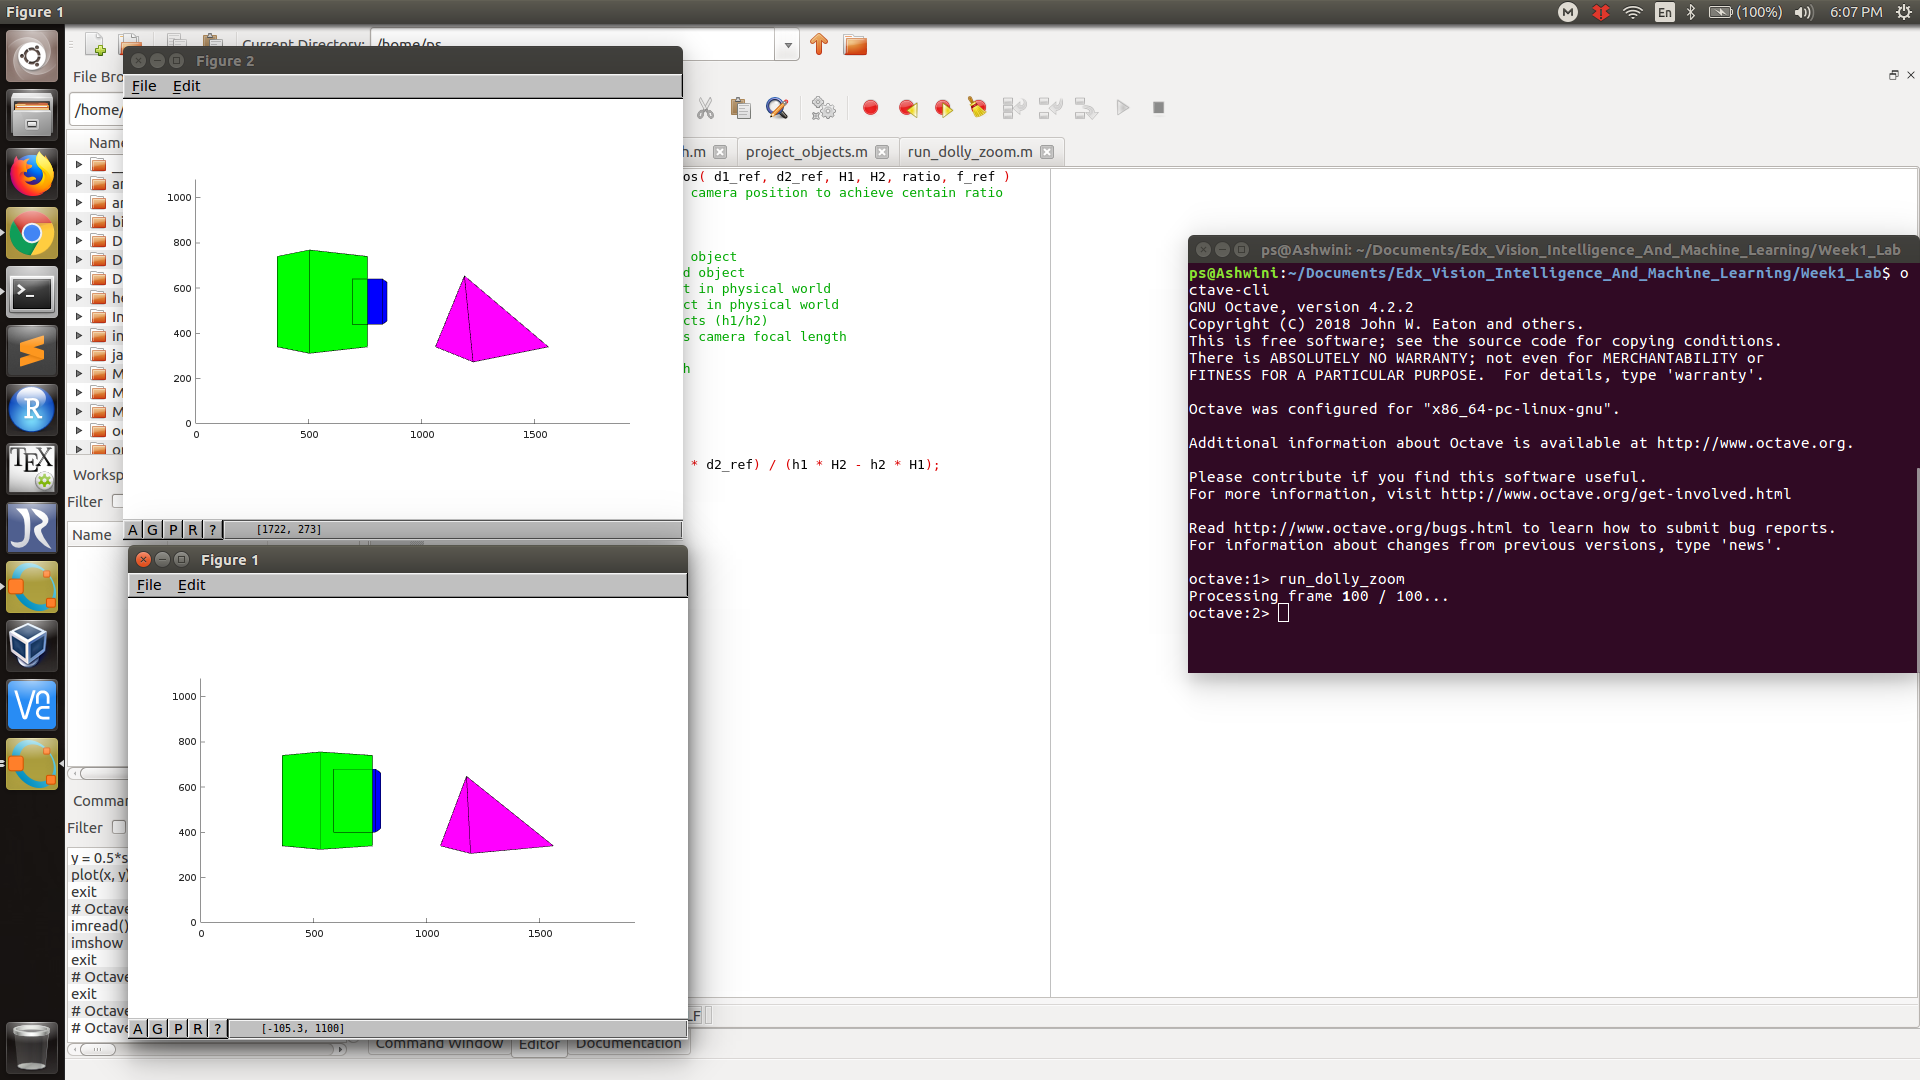 Figure 1
M
En
(100%)
6:07 PM
Current Directory:
/home/ps
File Bro
/home/
Name
Figure 2
File Edit
1000
800
600
400
200
0
0 500 1000 1500
A G P R ? [1722, 273]
Worksp
Filter
Name
h.m
project_objects.m
run_dolly_zoom.m
os( d1_ref, d2_ref, H1, H2, ratio, f_ref )
camera position to achieve centain ratio
object
d object
t in physical world
ct in physical world
cts (h1/h2)
s camera focal length
h
* d2_ref) / (h1 * H2 - h2 * H1);
Figure 1
File Edit
1000
800
600
400
200
0
0 500 1000 1500
A G P R ? [-105.3, 1100]
Comma
Filter
y = 0.5*s
plot(x, y)
exit
# Octave
imread()
imshow
exit
# Octave
exit
# Octave
# Octave
Command Window Editor Documentation
ps@Ashwini: ~/Documents/Edx_Vision_Intelligence_And_Machine_Learning/Week1_Lab
ps@Ashwini:~/Documents/Edx_Vision_Intelligence_And_Machine_Learning/Week1_Lab$ o
ctave-cli
GNU Octave, version 4.2.2
Copyright (C) 2018 John W. Eaton and others.
This is free software; see the source code for copying conditions.
There is ABSOLUTELY NO WARRANTY; not even for MERCHANTABILITY or
FITNESS FOR A PARTICULAR PURPOSE.  For details, type 'warranty'.
Octave was configured for "x86_64-pc-linux-gnu".
Additional information about Octave is available at http://www.octave.org.
Please contribute if you find this software useful.
For more information, visit http://www.octave.org/get-involved.html
Read http://www.octave.org/bugs.html to learn how to submit bug reports.
For information about changes from previous versions, type 'news'.
octave:1> run_dolly_zoom
Processing frame 100 / 100...
octave:2>